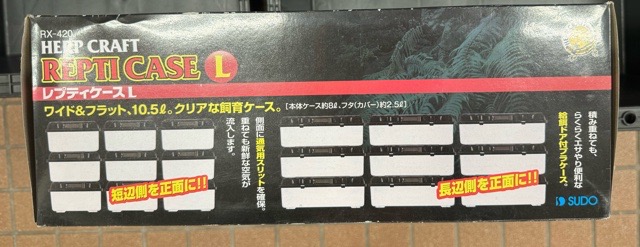 RX-420
HERP CRAFT
REPTI CASE L
レプティケース L
ワイド&フラット、10.5ℓ。クリアな飼育ケース。
[本体ケース約8ℓ、フタ(カバー)約2.5ℓ]
側面に通気用スリットを確保。
重ねても新鮮な空気が
流入します。
積み重ねても、
らくらくエサやり便利な
給餌ドア付プラケース。
短辺側を正面に!!
長辺側を正面に!!
SUDO